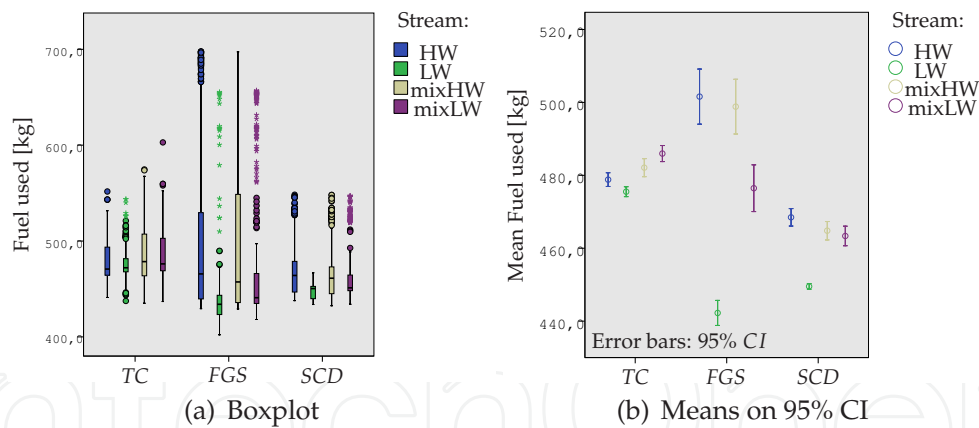 Stream:
HW
LW
mixHW
mixLW
Fuel used [kg]
700,0
600,0
500,0
400,0
TC FGS SCD
(a) Boxplot
Stream:
HW
LW
mixHW
mixLW
Mean Fuel used [kg]
520,0
500,0
480,0
460,0
440,0
Error bars: 95% CI
TC FGS SCD
(b) Means on 95% CI